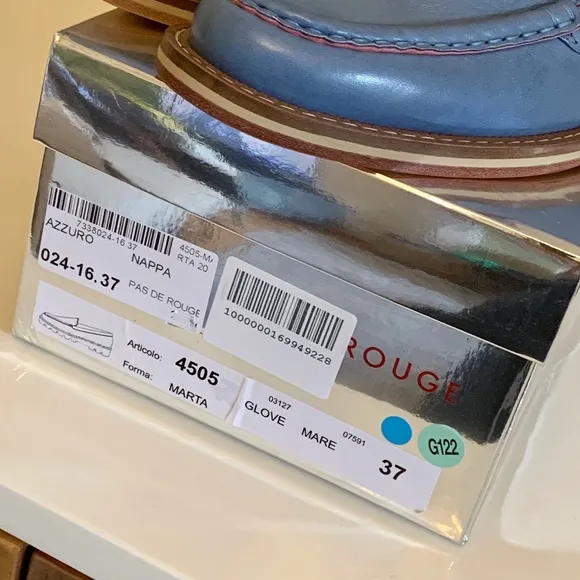 7338024-16 37
4505-MA
AZZURO
NAPPA
RTA 20
024-16.37
PAS DE ROUGE
1000000169949228
ROUGE
Articolo: 4505
Forma: MARTA
03127
GLOVE MARE
07591
37
G122